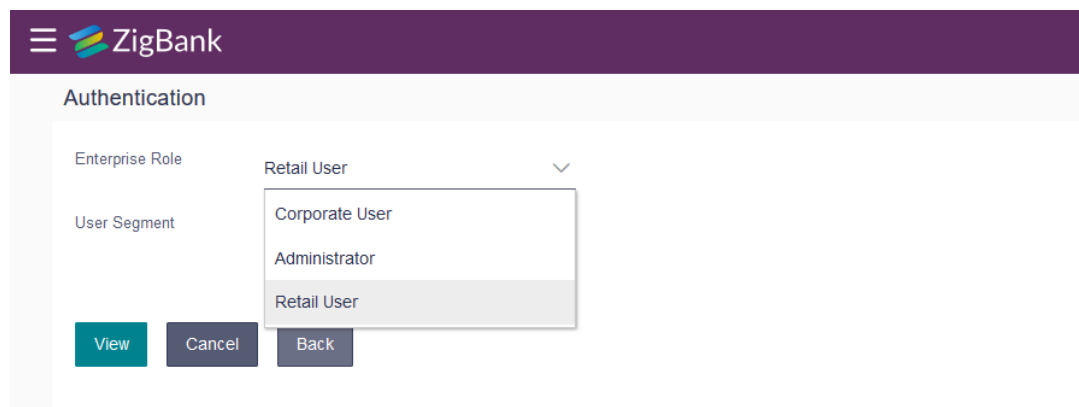 ZigBank
Authentication
Enterprise Role
Retail User
User Segment
Corporate User
Administrator
Retail User
View Cancel Back